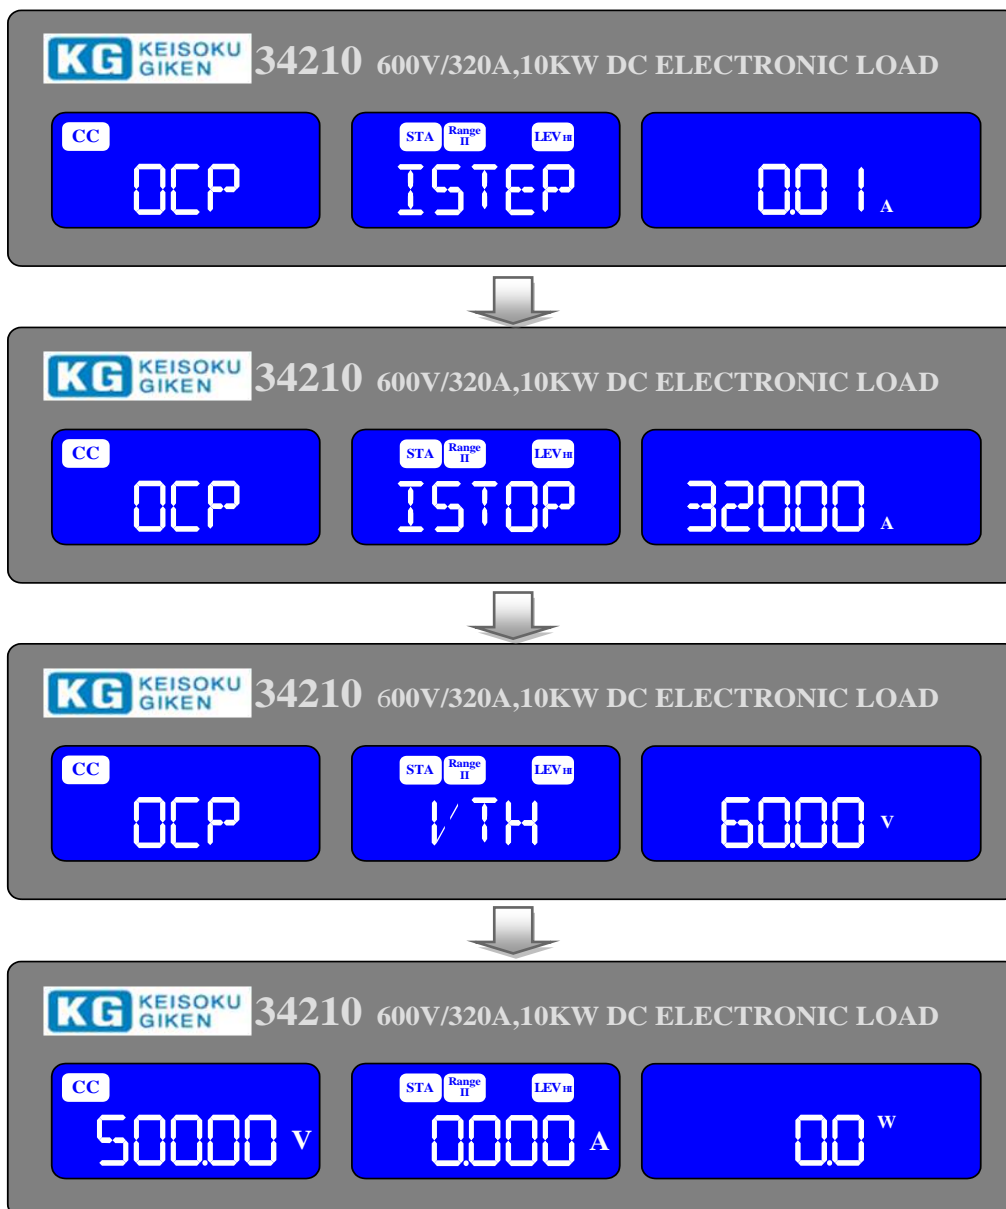 KG KEISOKU GIKEN 34210 600V/320A,10KW DC ELECTRONIC LOAD
CC STA Range II LEV HI
OCP ISTEP 0.01 A
KG KEISOKU GIKEN 34210 600V/320A,10KW DC ELECTRONIC LOAD
CC STA Range II LEV HI
OCP ISTOP 320.00 A
KG KEISOKU GIKEN 34210 600V/320A,10KW DC ELECTRONIC LOAD
CC STA Range II LEV HI
OCP VTH 60.00 V
KG KEISOKU GIKEN 34210 600V/320A,10KW DC ELECTRONIC LOAD
CC STA Range II LEV HI
500.00 V 0.000 A 0.0 W